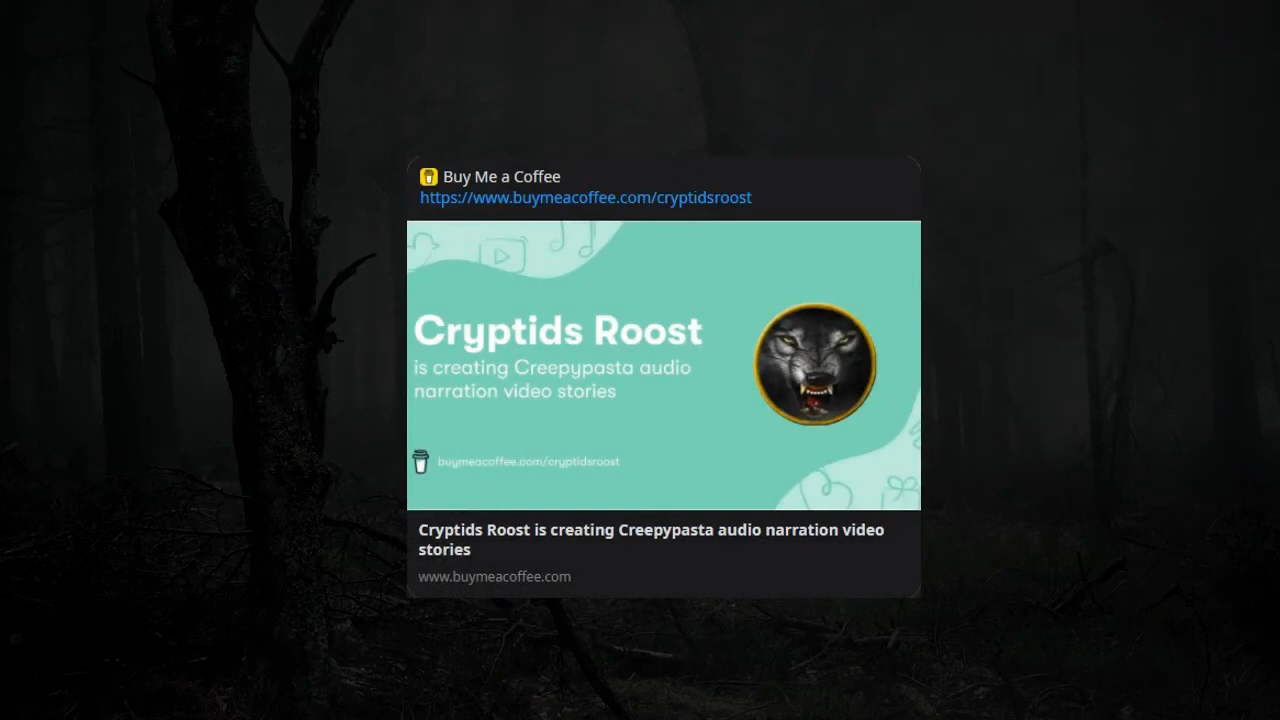 Buy Me a Coffee
https://www.buymeacoffee.com/cryptidsroost
Cryptids Roost
is creating Creepypasta audio
narration video stories
buymeacoffee.com/cryptidsroost
Cryptids Roost is creating Creepypasta audio narration video
stories
www.buymeacoffee.com